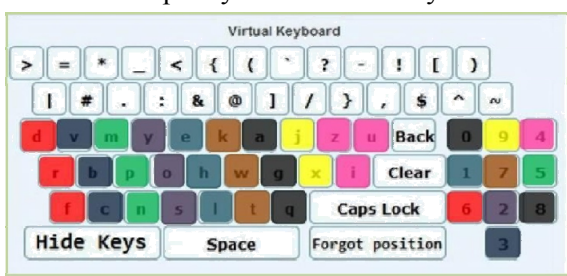 Virtual Keyboard
> = * _ < { ( ` ? - ! [ )
| # . : & @ ] / } , $ ^ ~
d v m y e k a j z u Back 0 9 4
r b p o h w g x i Clear 1 7 5
f c n s l t q Caps Lock 6 2 8
Hide Keys Space Forgot position 3